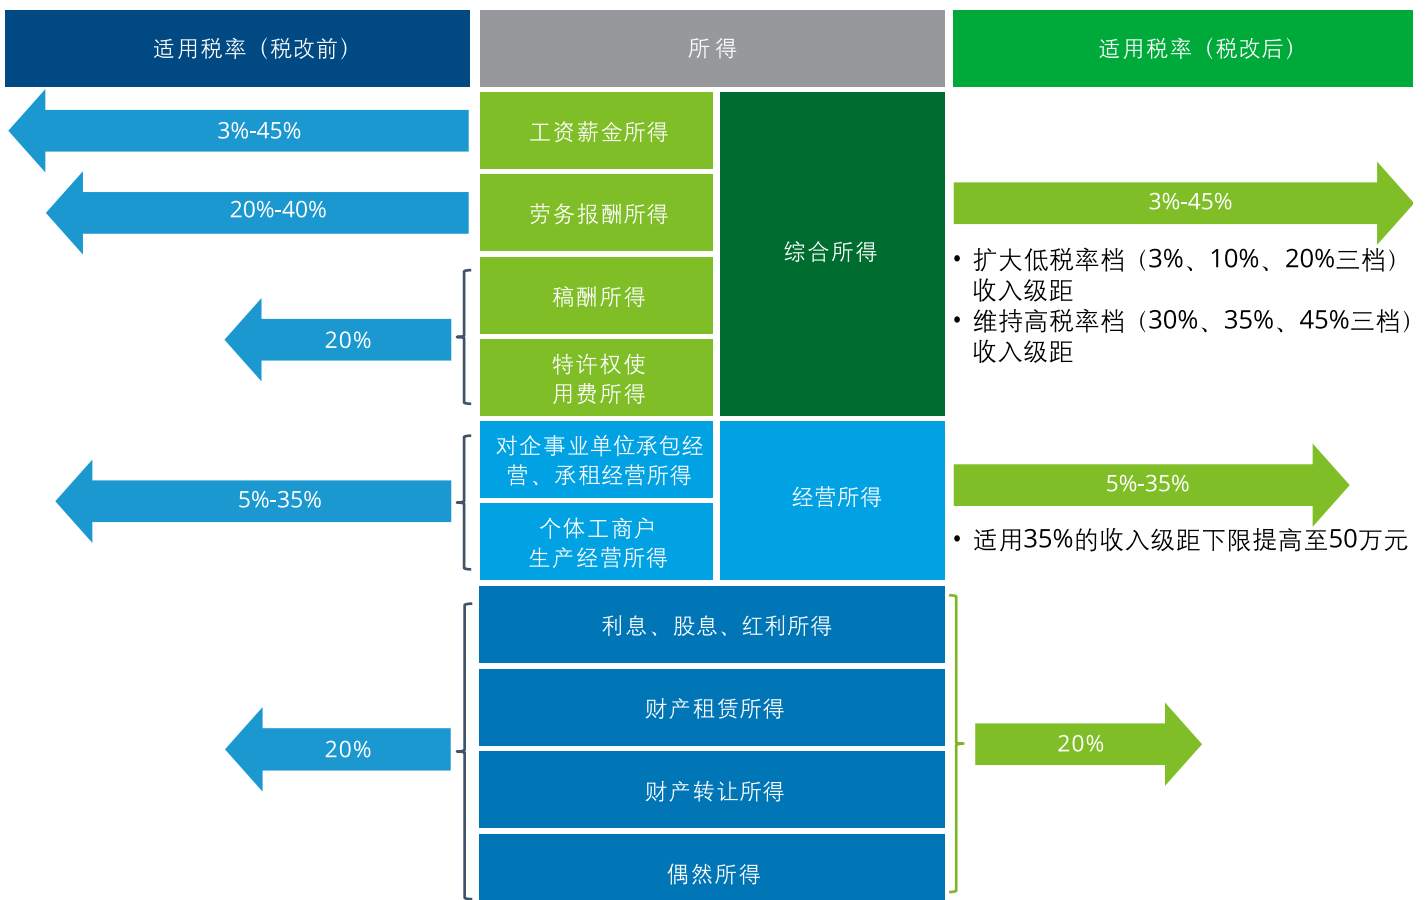 适用税率（税改前）
所得
适用税率（税改后）
3%-45%
工资薪金所得
20%-40%
劳务报酬所得
综合所得
3%-45%
• 扩大低税率档（3%、10%、20%三档）
收入级距
• 维持高税率档（30%、35%、45%三档）
收入级距
20%
稿酬所得
特许权使
用费所得
5%-35%
对企事业单位承包经
营、承租经营所得
个体工商户
生产经营所得
经营所得
5%-35%
• 适用35%的收入级距下限提高至50万元
20%
利息、股息、红利所得
财产租赁所得
财产转让所得
偶然所得
20%